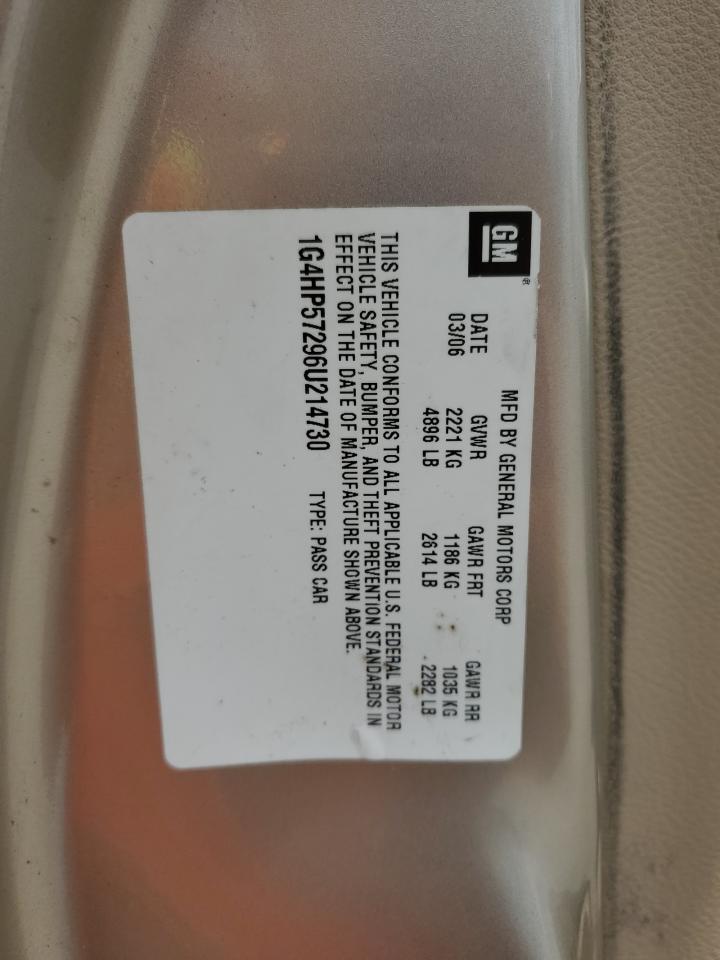 GM®
MFD BY GENERAL MOTORS CORP
DATE GVWR GAWR FRT GAWR RR
03/06 2221 KG 1186 KG 1035 KG
4896 LB 2614 LB 2282 LB
THIS VEHICLE CONFORMS TO ALL APPLICABLE U.S. FEDERAL MOTOR
VEHICLE SAFETY, BUMPER, AND THEFT PREVENTION STANDARDS IN
EFFECT ON THE DATE OF MANUFACTURE SHOWN ABOVE.
1G4HP57296U214730 TYPE: PASS CAR